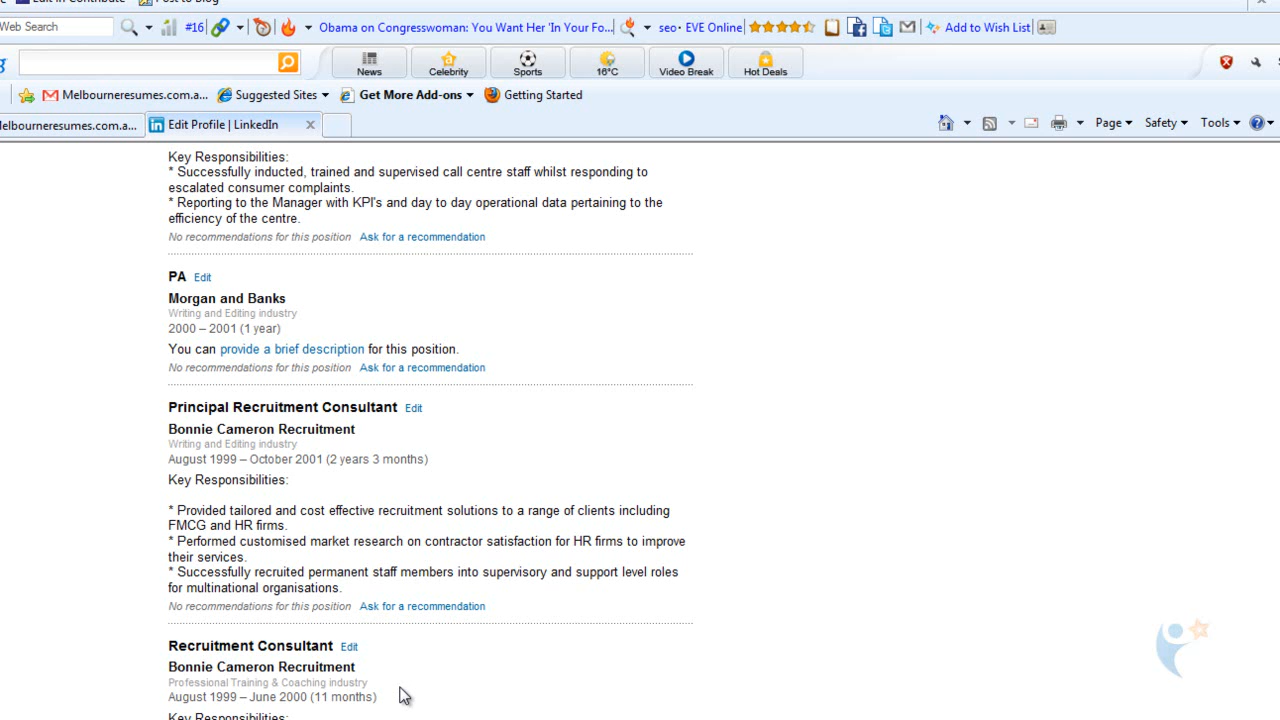 Edit in Contribute Post to Blog
Web Search #16 Obama on Congresswoman: You Want Her 'In Your Fo... seo· EVE Online Add to Wish List
News Celebrity Sports 16°C Video Break Hot Deals
Melbourneresumes.com.a... Suggested Sites Get More Add-ons Getting Started
elbourneresumes.com.a... in Edit Profile | LinkedIn X Page Safety Tools
Key Responsibilities:
* Successfully inducted, trained and supervised call centre staff whilst responding to
escalated consumer complaints.
* Reporting to the Manager with KPI's and day to day operational data pertaining to the
efficiency of the centre.
No recommendations for this position Ask for a recommendation
PA Edit
Morgan and Banks
Writing and Editing industry
2000 – 2001 (1 year)
You can provide a brief description for this position.
No recommendations for this position Ask for a recommendation
Principal Recruitment Consultant Edit
Bonnie Cameron Recruitment
Writing and Editing industry
August 1999 – October 2001 (2 years 3 months)
Key Responsibilities:
* Provided tailored and cost effective recruitment solutions to a range of clients including
FMCG and HR firms.
* Performed customised market research on contractor satisfaction for HR firms to improve
their services.
* Successfully recruited permanent staff members into supervisory and support level roles
for multinational organisations.
No recommendations for this position Ask for a recommendation
Recruitment Consultant Edit
Bonnie Cameron Recruitment
Professional Training & Coaching industry
August 1999 – June 2000 (11 months)
Key Responsibilities: